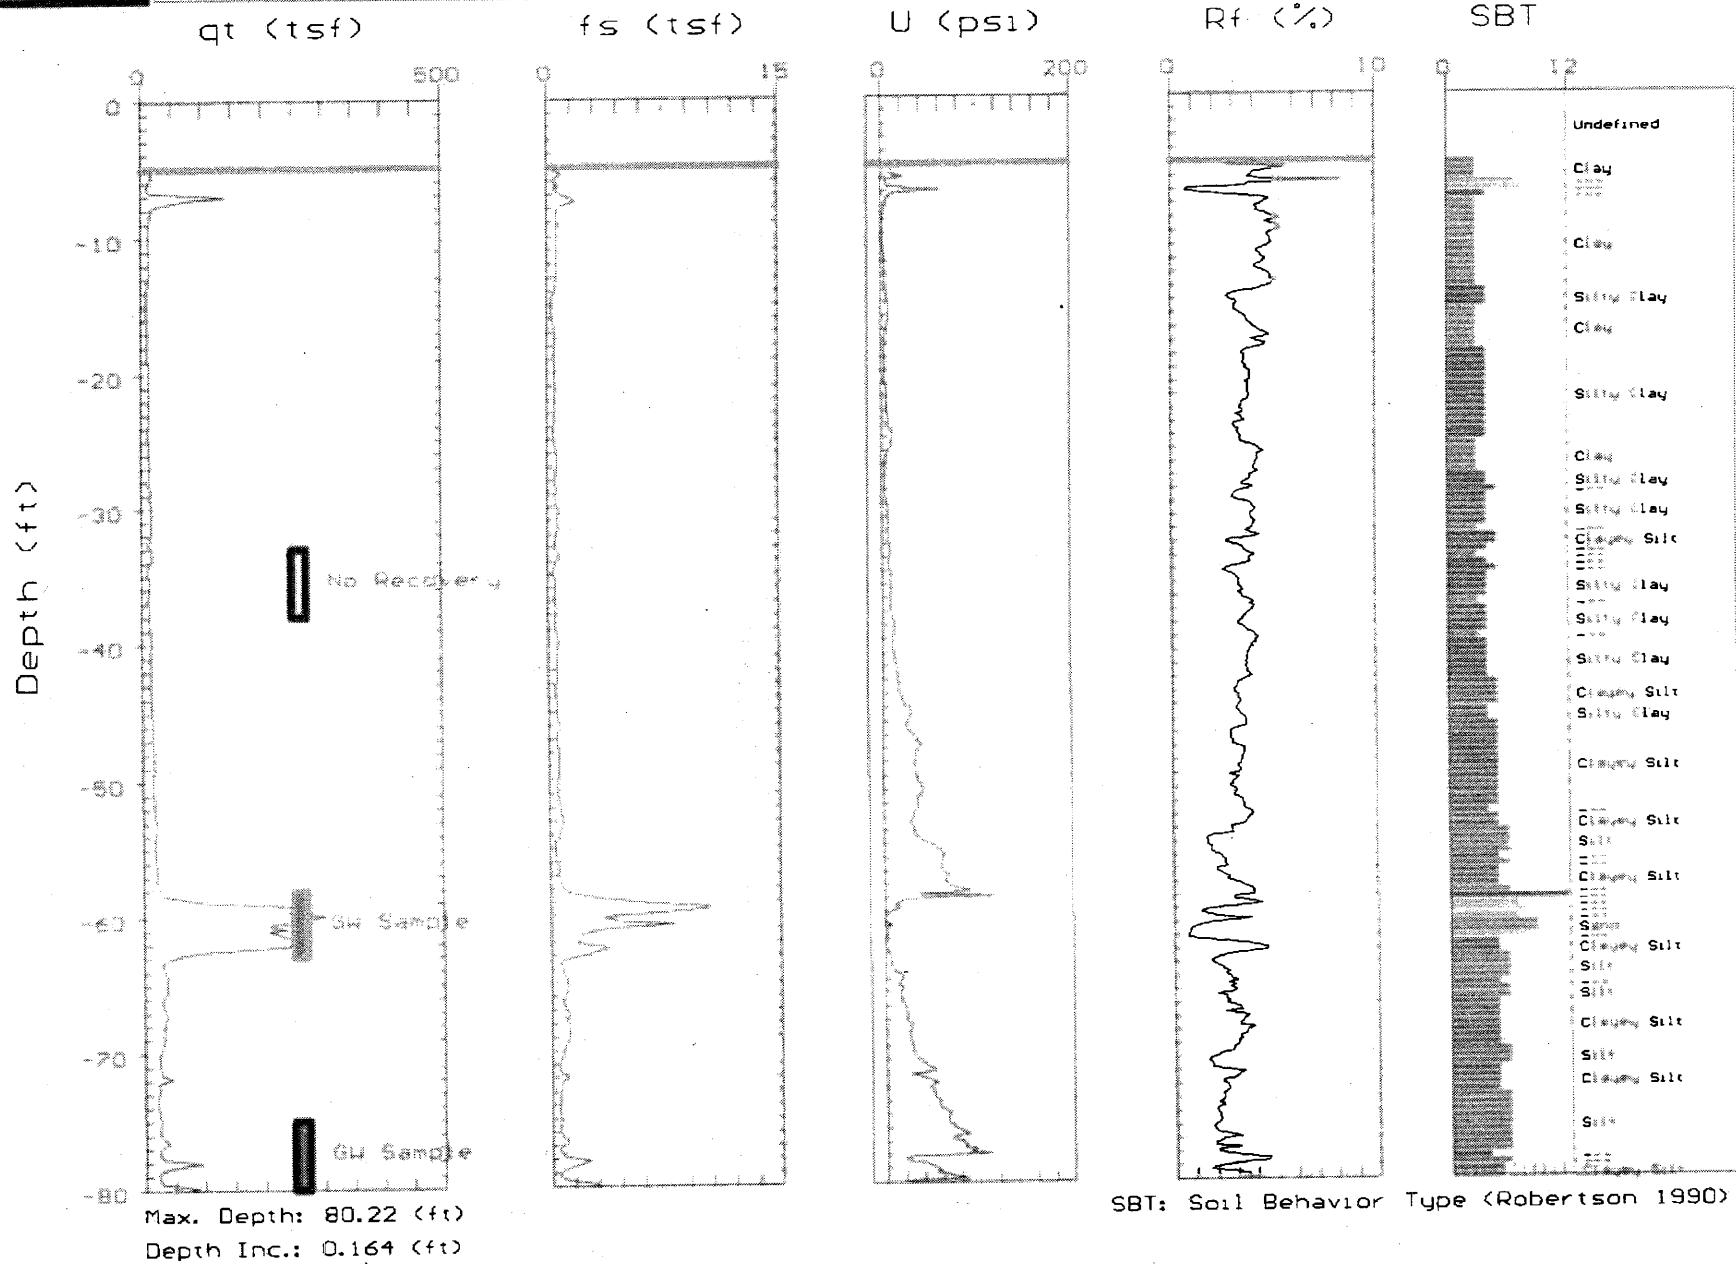 qt (tsf)
fs (tsf)
U (psi)
Rf (%)
SBT
0 500
0 15
0 200
0 10
0 12
Depth (ft)
0
-10
-20
-30
-40
-50
-60
-70
-80
No Recovery
GW Sample
GW Sample
Undefined
Clay
Clay
Silty Clay
Clay
Silty Clay
Clay
Silty Clay
Silty Clay
Clayey Silt
Silty Clay
Silty Clay
Silty Clay
Clayey Silt
Silty Clay
Clayey Silt
Clayey Silt
Silt
Clayey Silt
Sand
Clayey Silt
Silt
Silt
Clayey Silt
Silt
Clayey Silt
Silt
Clayey Silt
Max. Depth: 80.22 (ft)
Depth Inc.: 0.164 (ft)
SBT: Soil Behavior Type (Robertson 1990)